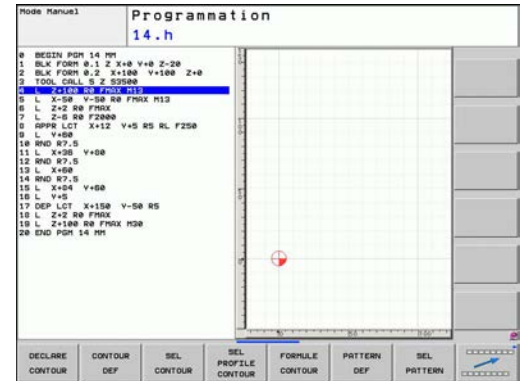 Mode Manuel
Programmation
14.h
0 BEGIN PGM 14 MM
1 BLK FORM 0.1 Z X+0 Y+0 Z-20
2 BLK FORM 0.2 X+100 Y+100 Z+0
3 TOOL CALL 5 Z S3500
4 L Z+100 R0 FMAX M13
5 L X-50 Y-50 R0 FMAX M13
6 L Z+2 R0 FMAX
7 L Z-6 R0 F2000
8 APPR LCT X+12 Y+5 R5 RL F250
9 L Y+60
10 RND R7.5
11 L X+36 Y+80
12 RND R7.5
13 L X+60
14 RND R7.5
15 L X+84 Y+60
16 L Y+5
17 DEP LCT X+150 Y-50 R5
18 L Z+2 R0 FMAX
19 L Z+100 R0 FMAX M30
20 END PGM 14 MM
DECLARE CONTOUR
CONTOUR DEF
SEL CONTOUR
SEL PROFILE CONTOUR
FORMULE CONTOUR
PATTERN DEF
SEL PATTERN